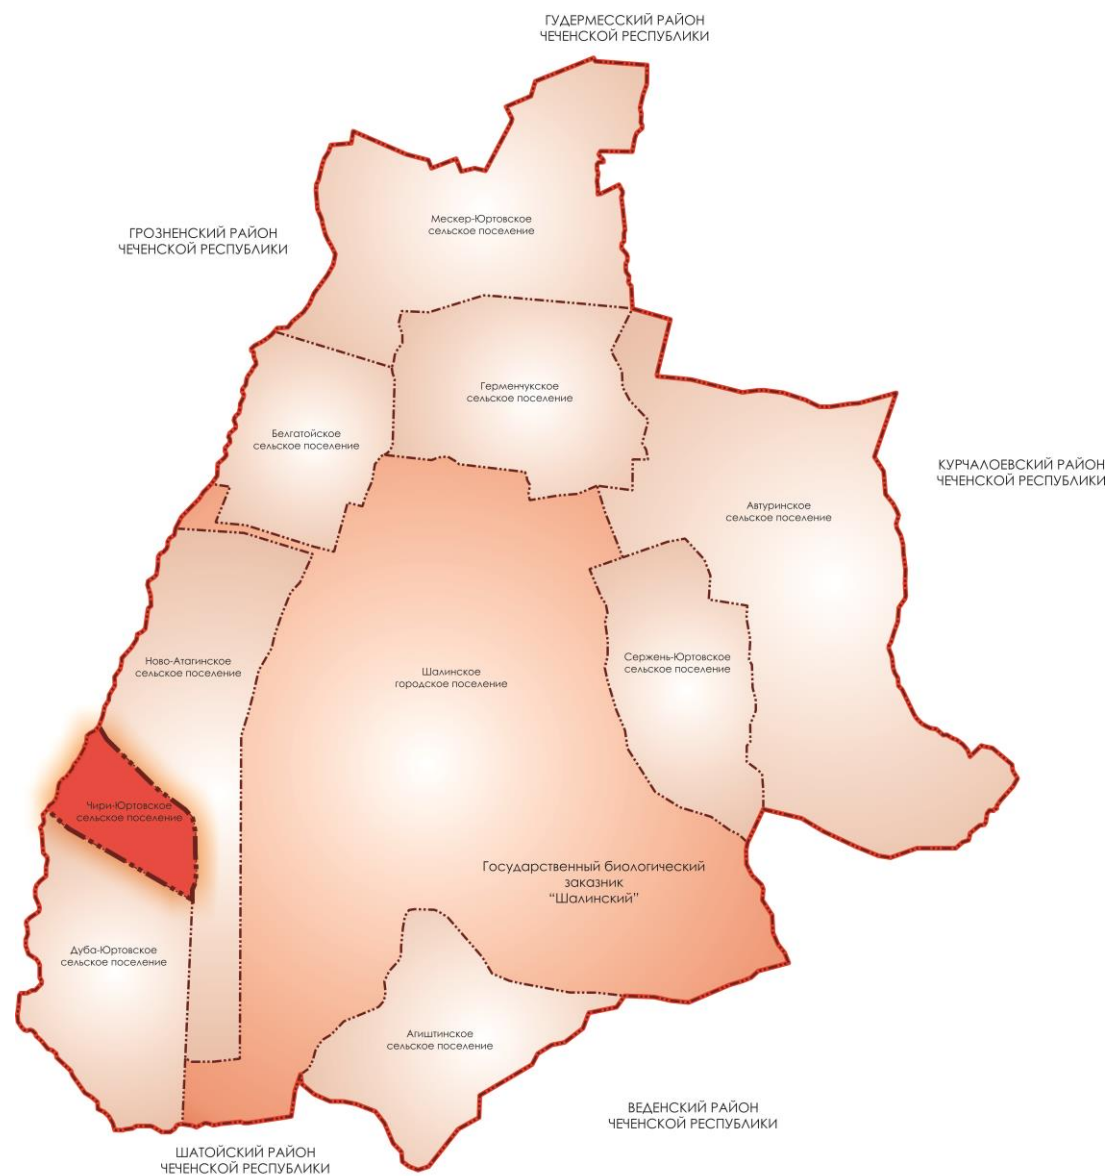 ГУДЕРМЕССКИЙ РАЙОН
ЧЕЧЕНСКОЙ РЕСПУБЛИКИ
Мескер-Юртовское
сельское поселение
ГРОЗНЕНСКИЙ РАЙОН
ЧЕЧЕНСКОЙ РЕСПУБЛИКИ
Герменчукское
сельское поселение
Белгатойское
сельское поселение
КУРЧАЛОЕВСКИЙ РАЙОН
ЧЕЧЕНСКОЙ РЕСПУБЛИКИ
Автуринское
сельское поселение
Ново-Атагинское
сельское поселение
Шалинское
городское поселение
Сержень-Юртовское
сельское поселение
Чири-Юртовское
сельское поселение
Государственный биологический
заказник
"Шалинский"
Дуба-Юртовское
сельское поселение
Агиштинское
сельское поселение
ВЕДЕНСКИЙ РАЙОН
ЧЕЧЕНСКОЙ РЕСПУБЛИКИ
ШАТОЙСКИЙ РАЙОН
ЧЕЧЕНСКОЙ РЕСПУБЛИКИ